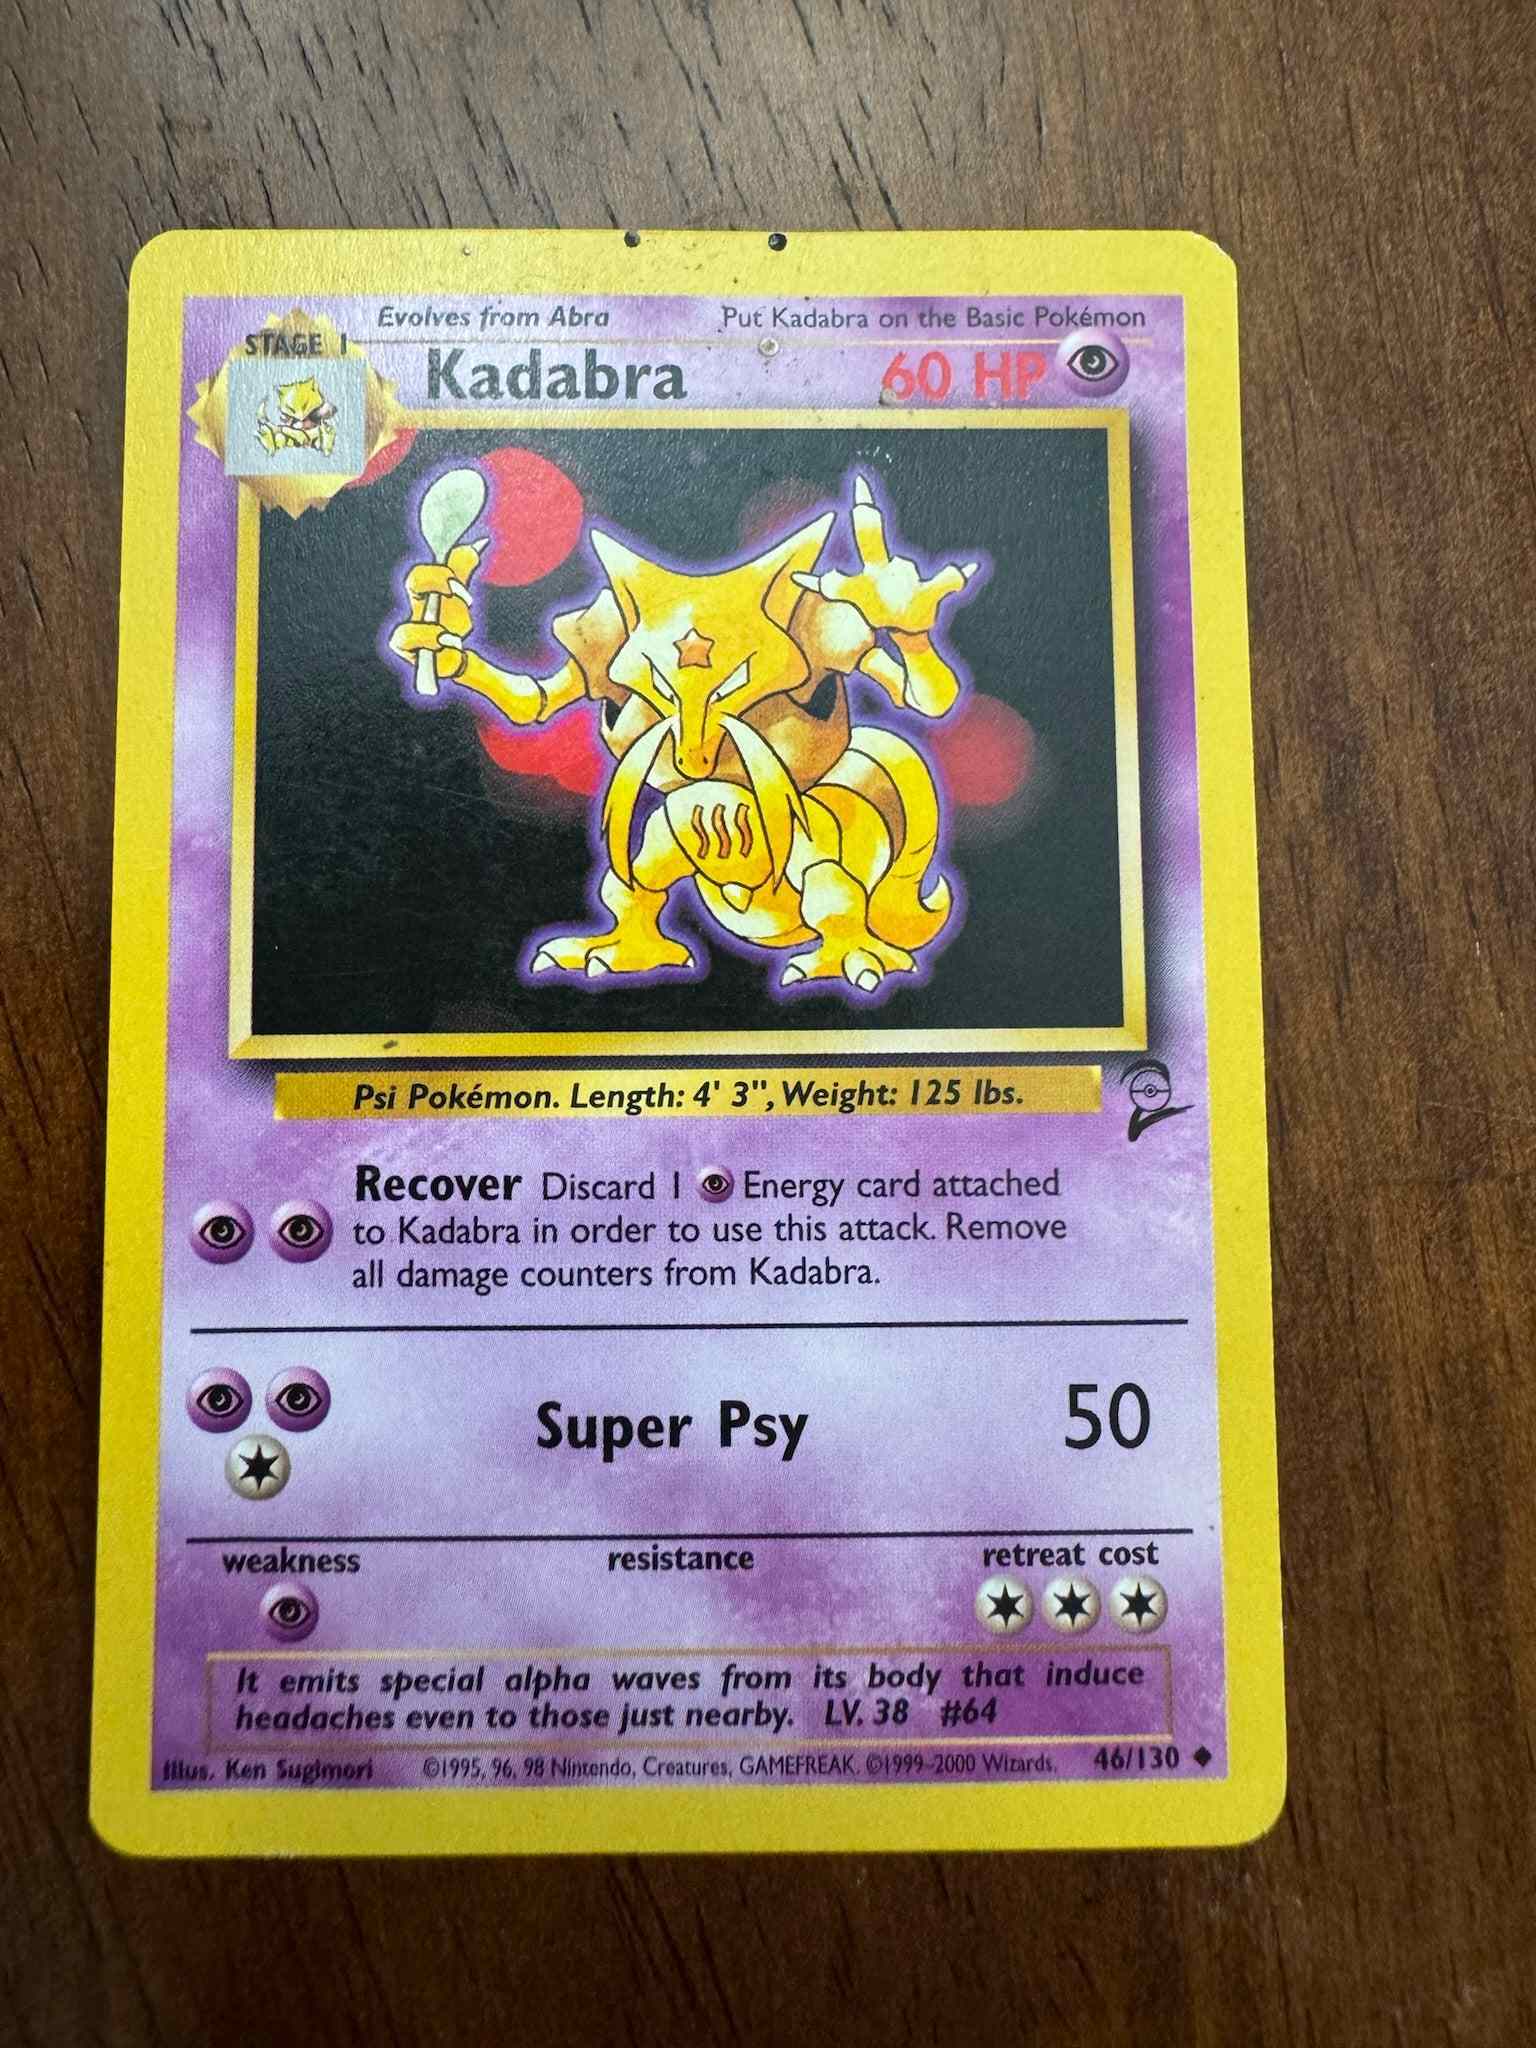 Evolves from Abra
Put Kadabra on the Basic Pokémon
STAGE 1
Kadabra
60 HP
Psi Pokémon. Length: 4' 3", Weight: 125 lbs.
Recover Discard 1 Energy card attached
to Kadabra in order to use this attack. Remove
all damage counters from Kadabra.
Super Psy
50
weakness
resistance
retreat cost
It emits special alpha waves from its body that induce
headaches even to those just nearby. LV. 38 #64
Illus. Ken Sugimori
©1995, 96, 98 Nintendo, Creatures, GAMEFREAK. ©1999-2000 Wizards.
46/130